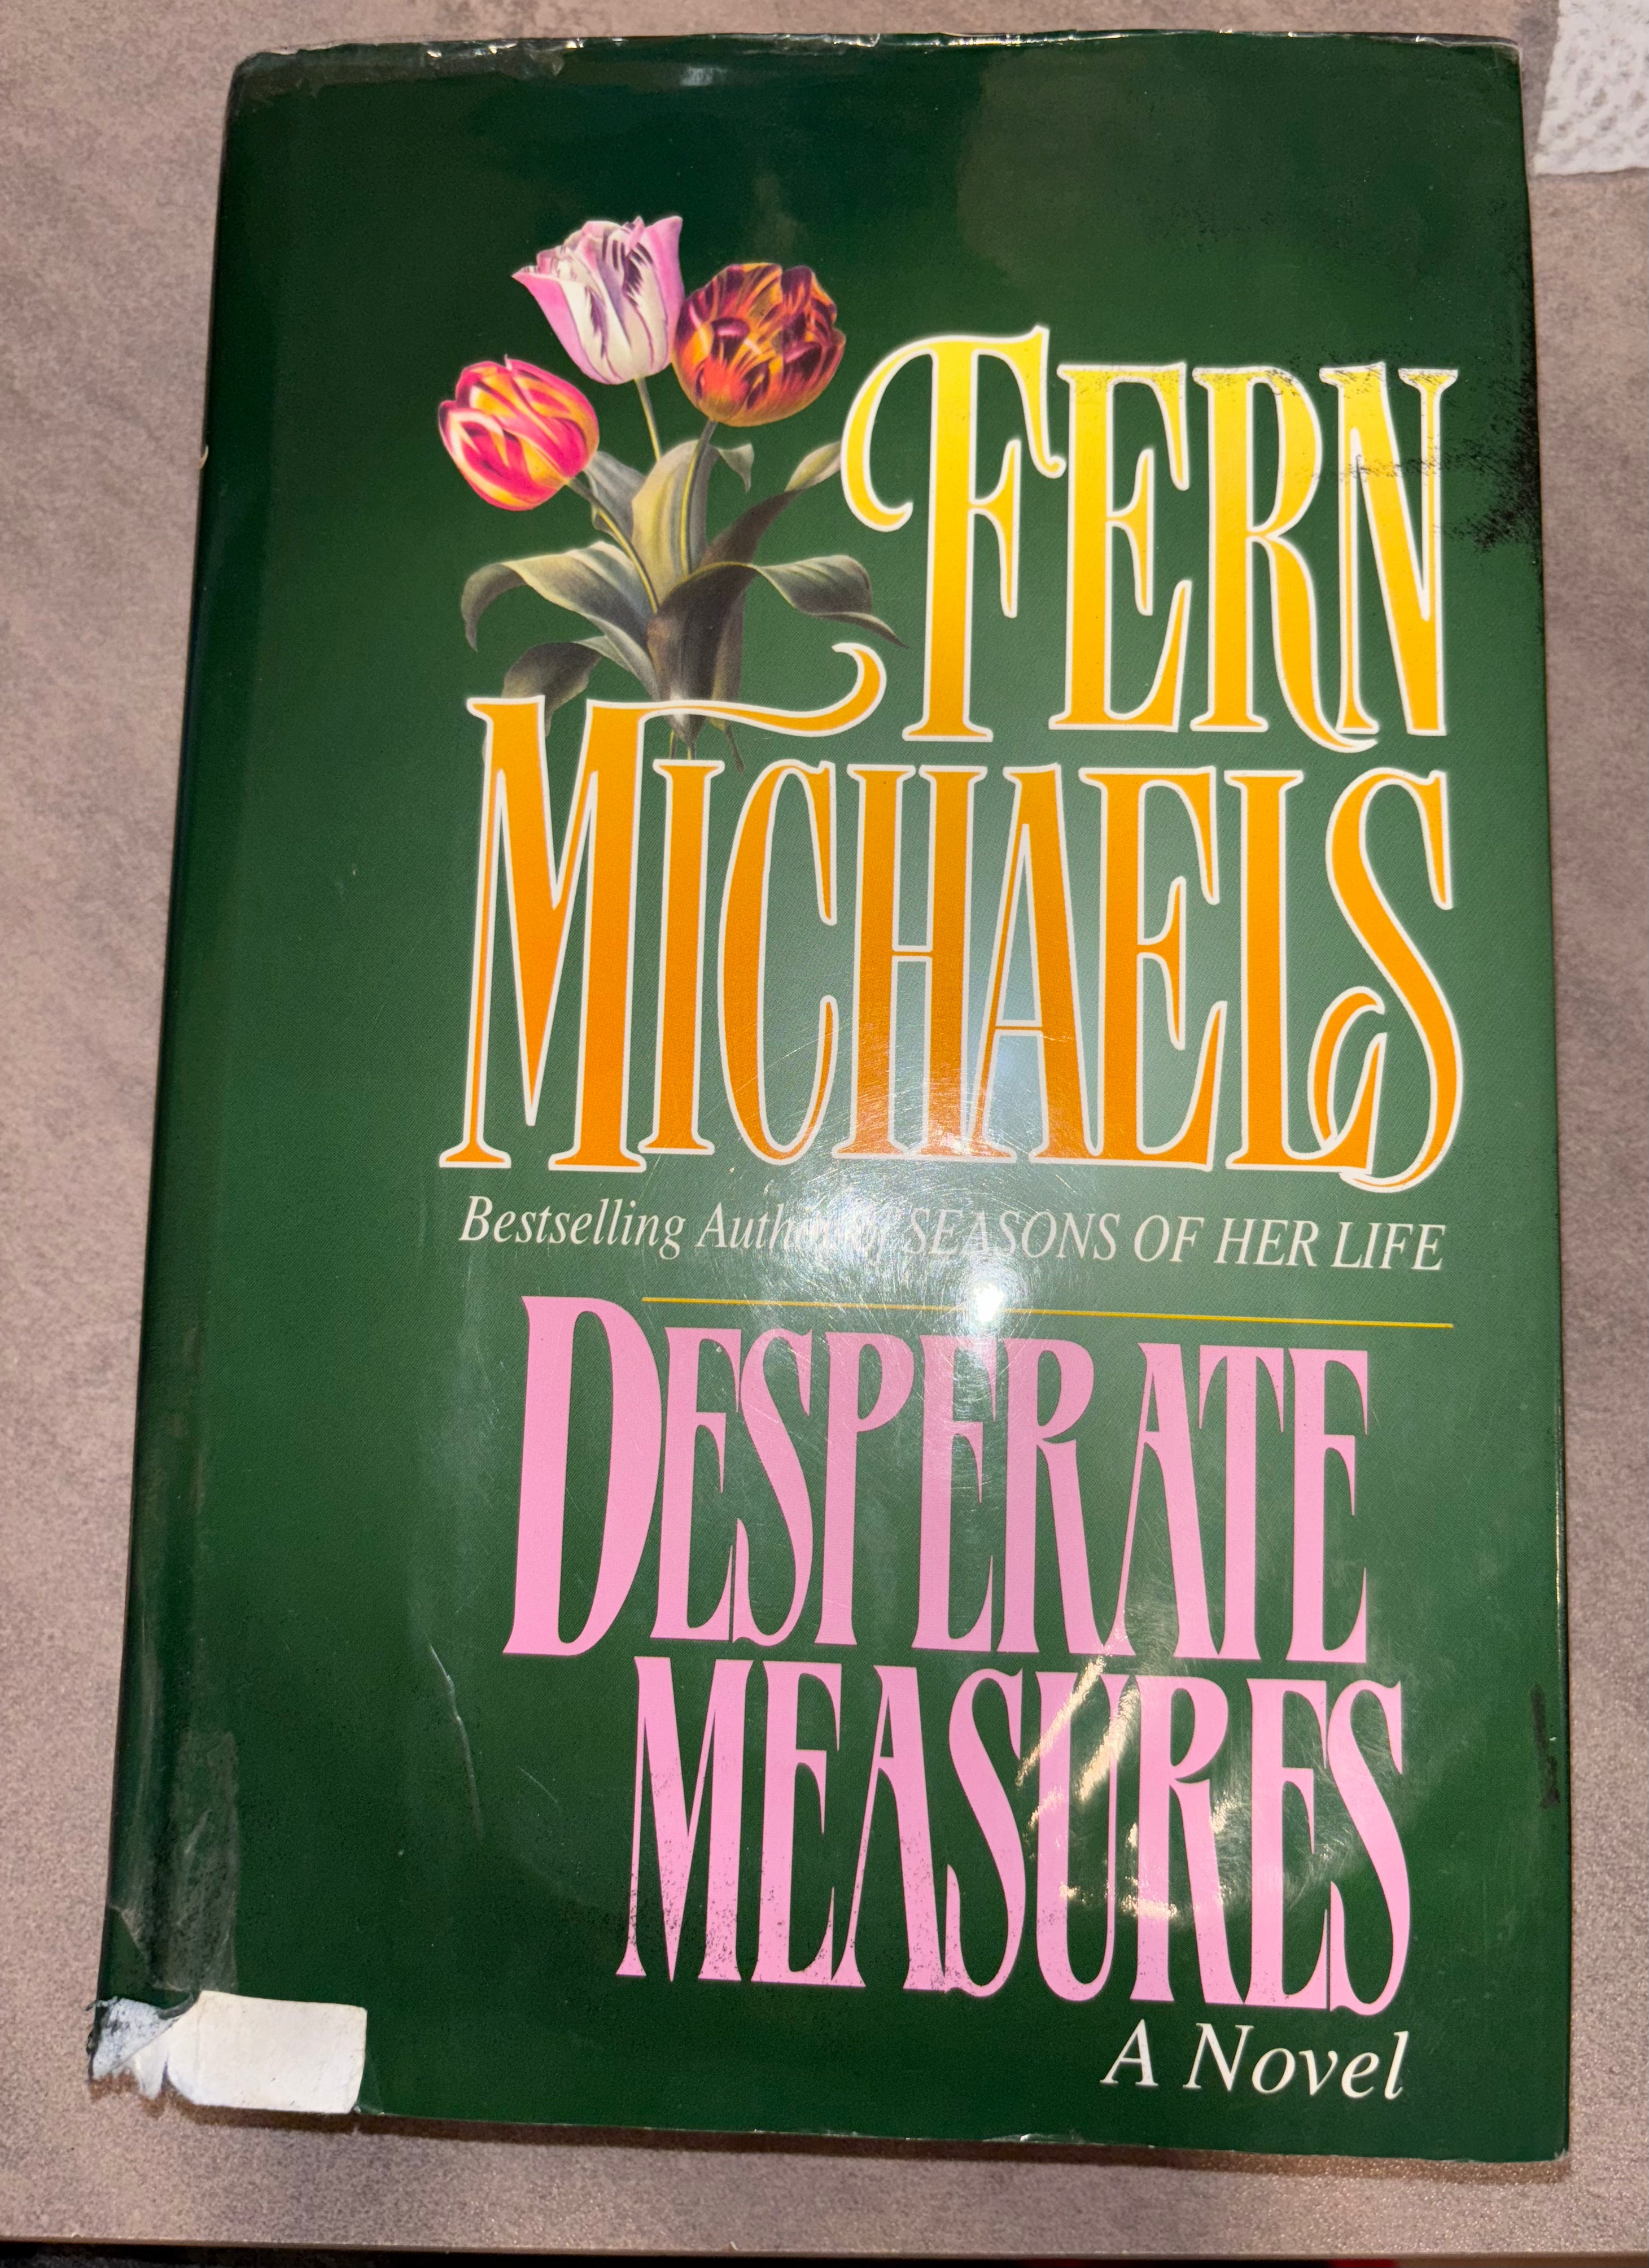 FERN
MICHAELS
Bestselling Author of SEASONS OF HER LIFE
DESPERATE
MEASURES
A Novel